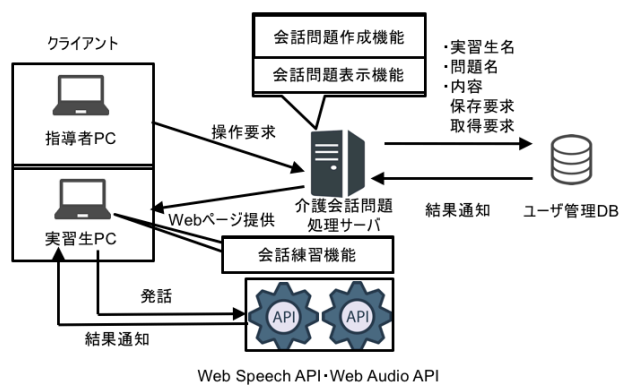 クライアント
指導者PC
実習生PC
会話問題作成機能
会話問題表示機能
・実習生名
・問題名
・内容
保存要求
取得要求
操作要求
Webページ提供
介護会話問題
処理サーバ
結果通知
ユーザ管理DB
会話練習機能
発話
結果通知
API
API
Web Speech API・Web Audio API